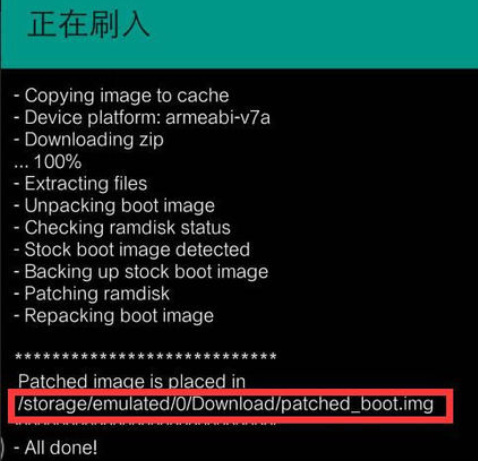 正在刷入
- Copying image to cache
- Device platform: armeabi-v7a
- Downloading zip
... 100%
- Extracting files
- Unpacking boot image
- Checking ramdisk status
- Stock boot image detected
- Backing up stock boot image
- Patching ramdisk
- Repacking boot image
****************************
Patched image is placed in
/storage/emulated/0/Download/patched_boot.img
****************************
- All done!